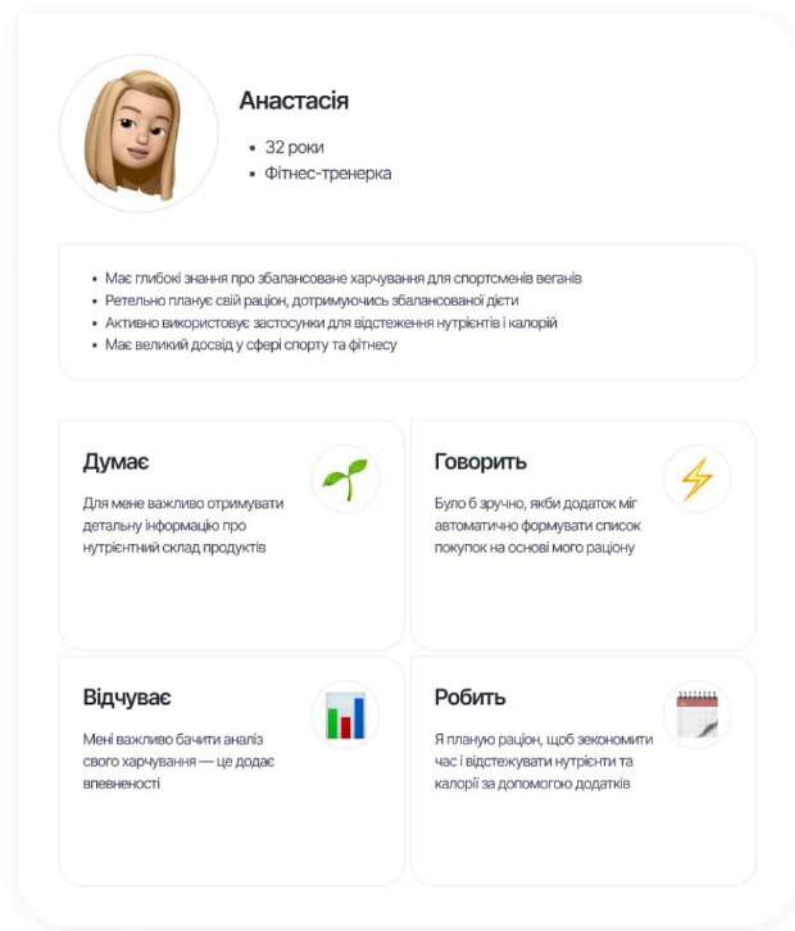 Анастасія
• 32 роки
• Фітнес-тренерка
• Має глибокі знання про збалансоване харчування для спортсменів веганів
• Ретельно планує свій раціон, дотримуючись збалансованої дієти
• Активно використовує застосунки для відстеження нутрієнтів і калорій
• Має великий досвід у сфері спорту та фітнесу
Думає
Для мене важливо отримувати
детальну інформацію про
нутрієнтний склад продуктів
Говорить
Було б зручно, якби додаток міг
автоматично формувати список
покупок на основі мого раціону
Відчуває
Мені важливо бачити аналіз
свого харчування — це додає
впевненості
Робить
Я планую раціон, щоб зекономити
час і відстежувати нутрієнти та
калорії за допомогою додатків